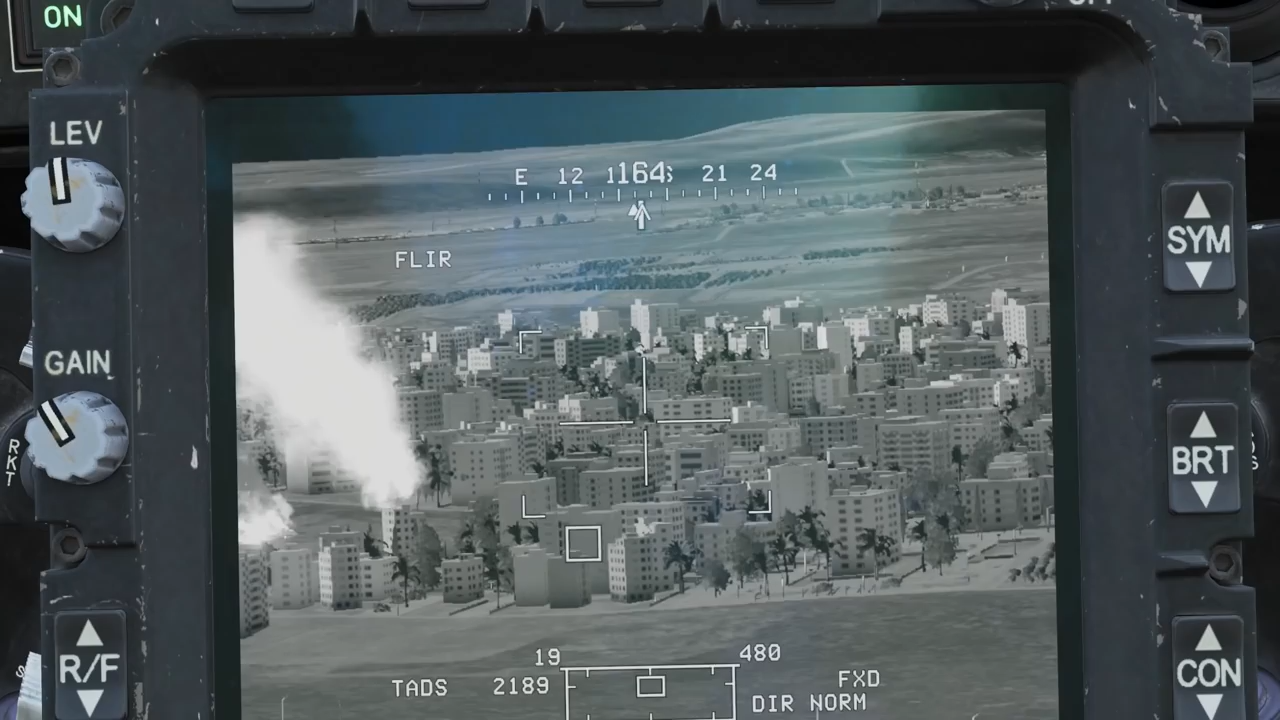 ON
LEV
E 12 164 21 24
SYM
FLIR
GAIN
RKT
BRT
19 480
R/F
TADS 2189 FXD
DIR NORM
CON